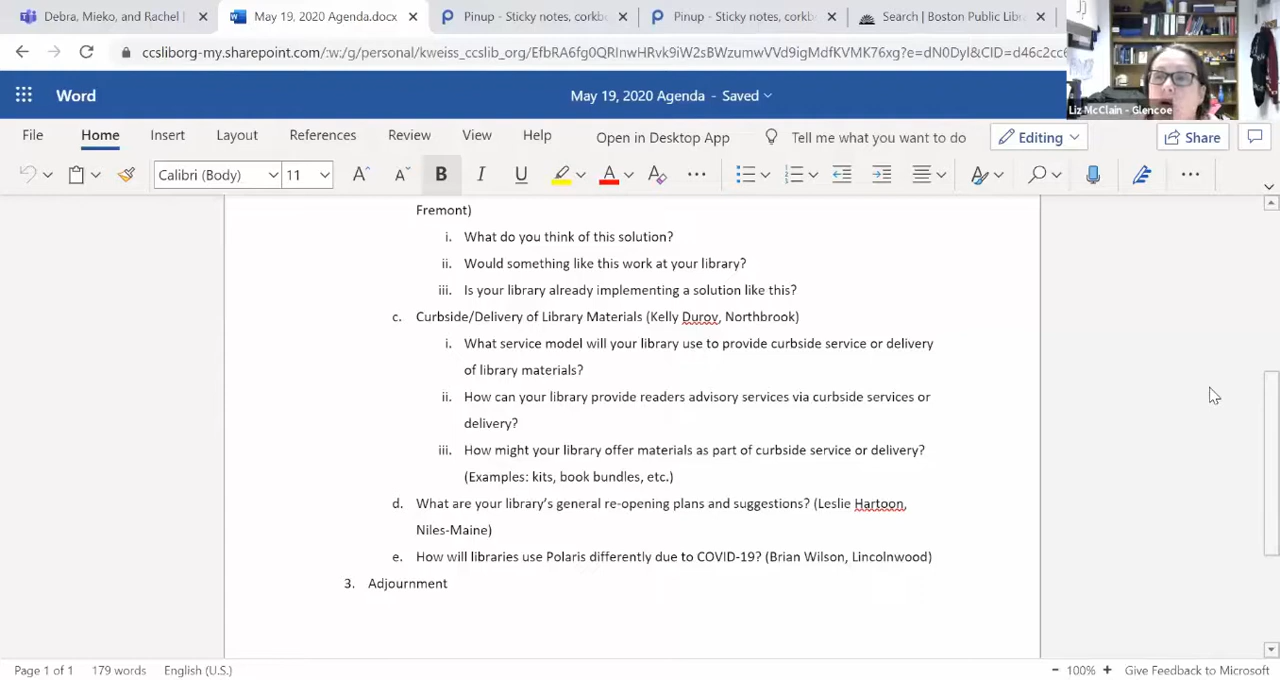 Debra, Mieko, and Rachel |
May 19, 2020 Agenda.docx
Pinup - Sticky notes, corkb
Pinup - Sticky notes, corkb
Search | Boston Public Libra
ccsliborg-my.sharepoint.com/:w:/g/personal/kweiss_ccslib_org/EfbRA6fg0QRInwHRvk9iW2sBWzumwVVd9igMdfKVMK76xg?e=dN0Dyl&CID=d46c2cc6
Word
May 19, 2020 Agenda - Saved
Liz McClain - Glencoe
File Home Insert Layout References Review View Help Open in Desktop App Tell me what you want to do Editing Share
Calibri (Body) 11 A A B I U A A
Fremont)
i. What do you think of this solution?
ii. Would something like this work at your library?
iii. Is your library already implementing a solution like this?
c. Curbside/Delivery of Library Materials (Kelly Durov, Northbrook)
i. What service model will your library use to provide curbside service or delivery
of library materials?
ii. How can your library provide readers advisory services via curbside services or
delivery?
iii. How might your library offer materials as part of curbside service or delivery?
(Examples: kits, book bundles, etc.)
d. What are your library's general re-opening plans and suggestions? (Leslie Hartoon,
Niles-Maine)
e. How will libraries use Polaris differently due to COVID-19? (Brian Wilson, Lincolnwood)
3. Adjournment
Page 1 of 1 179 words English (U.S.) - 100% + Give Feedback to Microsoft